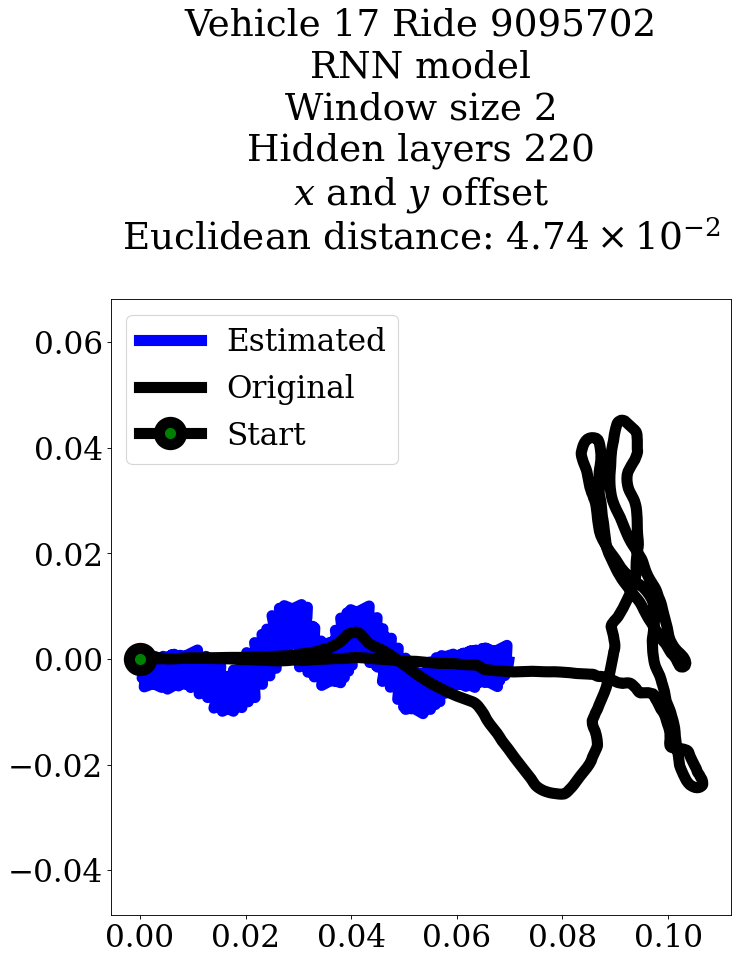 Vehicle 17 Ride 9095702
RNN model
Window size 2
Hidden layers 220
x and y offset
Euclidean distance: 4.74 × 10⁻²
Estimated
Original
Start
0.06
0.04
0.02
0.00
−0.02
−0.04
0.00 0.02 0.04 0.06 0.08 0.10